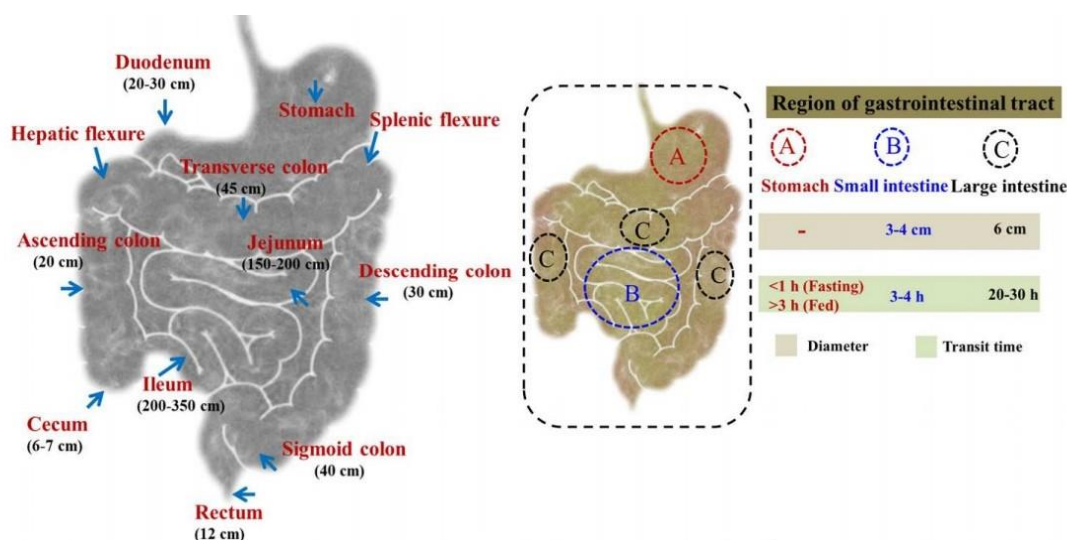 Duodenum
(20-30 cm)
Stomach
Hepatic flexure
Splenic flexure
Transverse colon
(45 cm)
Ascending colon
(20 cm)
Jejunum
(150-200 cm)
Descending colon
(30 cm)
Ileum
(200-350 cm)
Cecum
(6-7 cm)
Sigmoid colon
(40 cm)
Rectum
(12 cm)
A
C
C
C
B
Region of gastrointestinal tract
A B C
Stomach Small intestine Large intestine
- 3-4 cm 6 cm
<1 h (Fasting)
>3 h (Fed)
3-4 h 20-30 h
Diameter Transit time